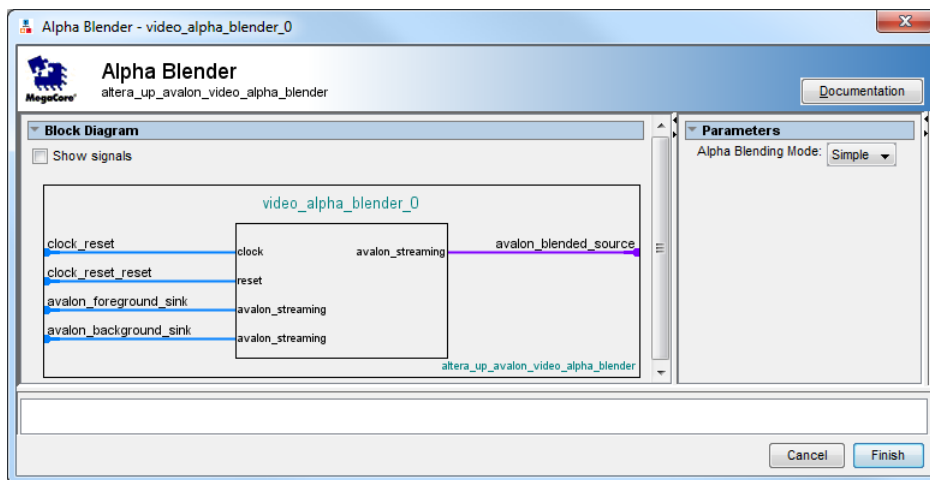 Alpha Blender - video_alpha_blender_0
Alpha Blender
altera_up_avalon_video_alpha_blender
MegaCore®
Documentation
Block Diagram
Show signals
video_alpha_blender_0
clock_reset
clock
avalon_streaming
avalon_blended_source
clock_reset_reset
reset
avalon_foreground_sink
avalon_streaming
avalon_background_sink
avalon_streaming
altera_up_avalon_video_alpha_blender
Parameters
Alpha Blending Mode: Simple
Cancel
Finish